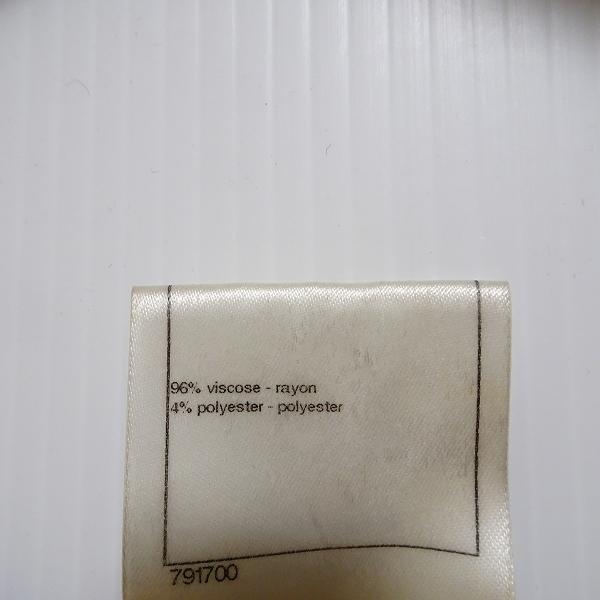 96% viscose - rayon
4% polyester - polyester
791700